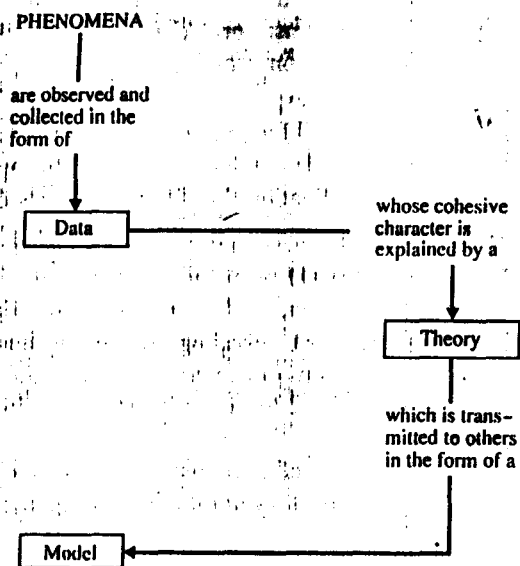 PHENOMENA
are observed and
collected in the
form of
Data
whose cohesive
character is
explained by a
Theory
which is trans-
mitted to others
in the form of a
Model